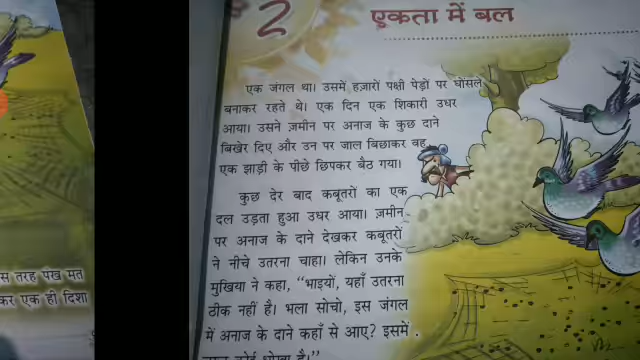 स तरह पंख मत
कर एक ही दिशा
2
एकता में बल
एक जंगल था। उसमें हज़ारों पक्षी पेड़ों पर घोंसले
बनाकर रहते थे। एक दिन एक शिकारी उधर
आया। उसने ज़मीन पर अनाज के कुछ दाने
बिखेर दिए और उन पर जाल बिछाकर वह
एक झाड़ी के पीछे छिपकर बैठ गया।
कुछ देर बाद कबूतरों का एक
दल उड़ता हुआ उधर आया। ज़मीन
पर अनाज के दाने देखकर कबूतरों
ने नीचे उतरना चाहा। लेकिन उनके
मुखिया ने कहा, “भाइयों, यहाँ उतरना
ठीक नहीं है। भला सोचो, इस जंगल
में अनाज के दाने कहाँ से आए? इसमें